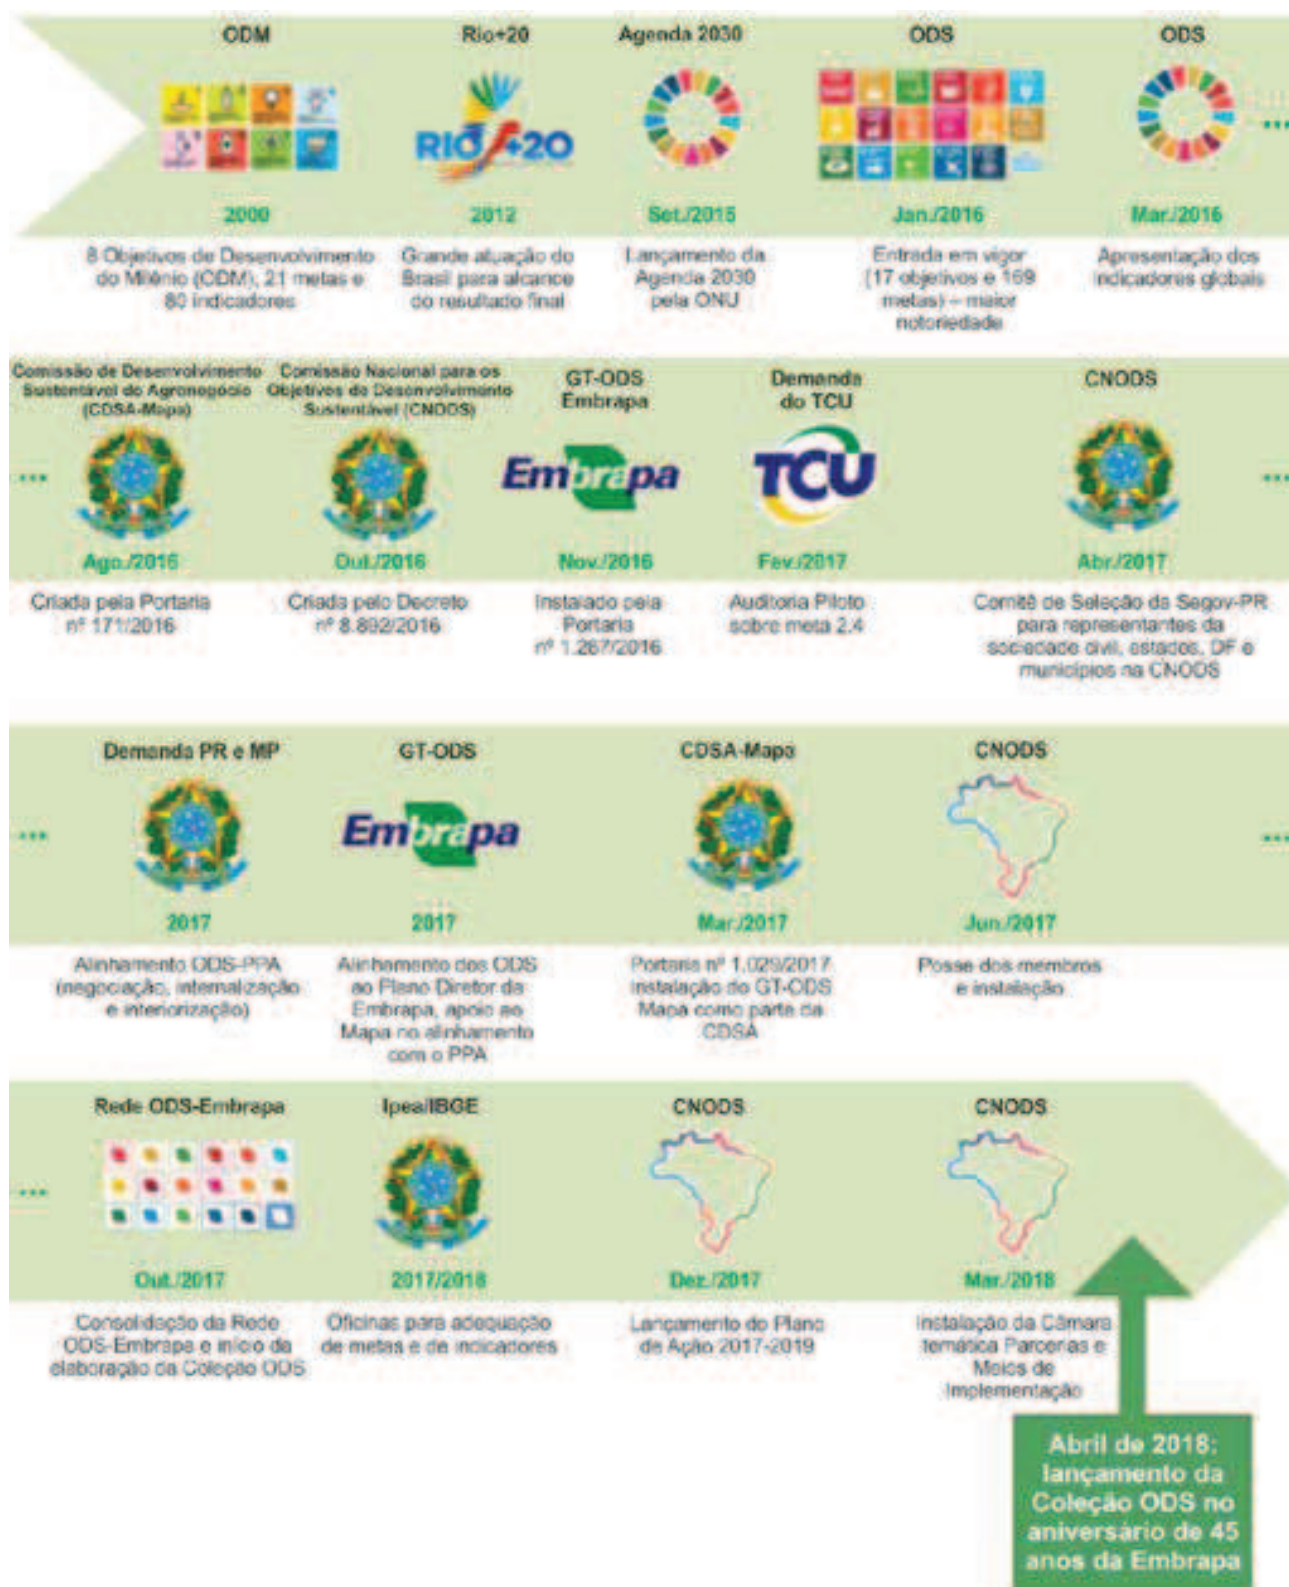 ODM
Rio+20
Agenda 2030
ODS
ODS
RIO+20
2000
2012
Set./2015
Jan./2016
Mar./2016
8 Objetivos de Desenvolvimento
do Milênio (ODM), 21 metas e
80 indicadores
Grande atuação do
Brasil para alcance
do resultado final
Lançamento da
Agenda 2030
pela ONU
Entrada em vigor
(17 objetivos e 169
metas) – maior
notoriedade
Apresentação dos
indicadores globais
Comissão de Desenvolvimento
Sustentável do Agronegócio
(CDSA-Mapa)
Comissão Nacional para os
Objetivos do Desenvolvimento
Sustentável (CNODS)
GT-ODS
Embrapa
Demanda
do TCU
CNODS
Embrapa
TCU
Ago./2016
Out./2016
Nov./2016
Fev./2017
Abr./2017
Criada pela Portaria
nº 171/2016
Criada pelo Decreto
nº 8.892/2016
Instalado pela
Portaria
nº 1.267/2016
Auditoria Piloto
sobre meta 2.4
Comitê de Seleção da Segov-PR
para representantes da
sociedade civil, estados, DF e
municípios na CNODS
Demanda PR e MP
GT-ODS
CDSA-Mapa
CNODS
Embrapa
2017
2017
Mar./2017
Jun./2017
Alinhamento ODS-PPA
(negociação, internalização
e interiorização)
Alinhamento dos ODS
ao Plano Diretor da
Embrapa, apoio ao
Mapa no alinhamento
com o PPA
Portaria nº 1.029/2017
Instalação do GT-ODS
Mapa como parte da
CDSA
Posse dos membros
e instalação
Rede ODS-Embrapa
Ipea/IBGE
CNODS
CNODS
Out./2017
2017/2018
Dez./2017
Mar./2018
Consolidação da Rede
ODS-Embrapa e início da
elaboração da Coleção ODS
Oficinas para adequação
de metas e de indicadores
Lançamento do Plano
de Ação 2017-2019
Instalação da Câmara
temática Parcerias e
Meios de
Implementação
Abril de 2018:
lançamento da
Coleção ODS no
aniversário de 45
anos da Embrapa